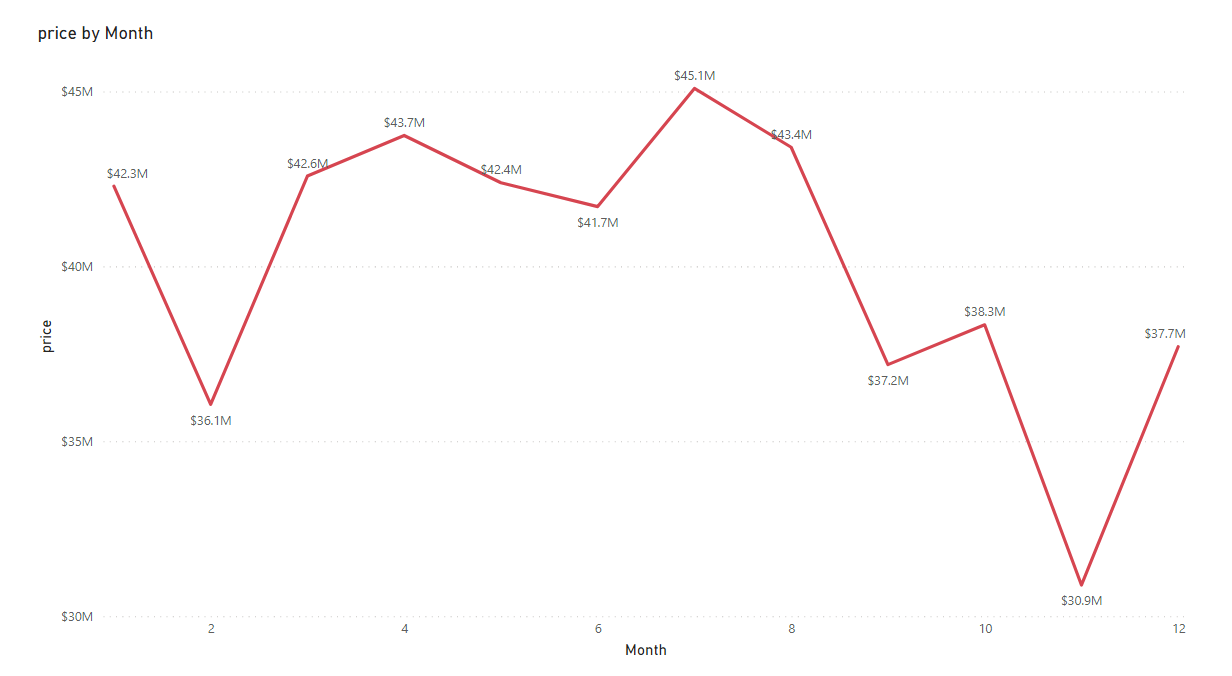 price by Month
$45M
$40M
$35M
$30M
price
$42.3M
$36.1M
$42.6M
$43.7M
$42.4M
$41.7M
$45.1M
$43.4M
$37.2M
$38.3M
$30.9M
$37.7M
2 4 6 8 10 12
Month